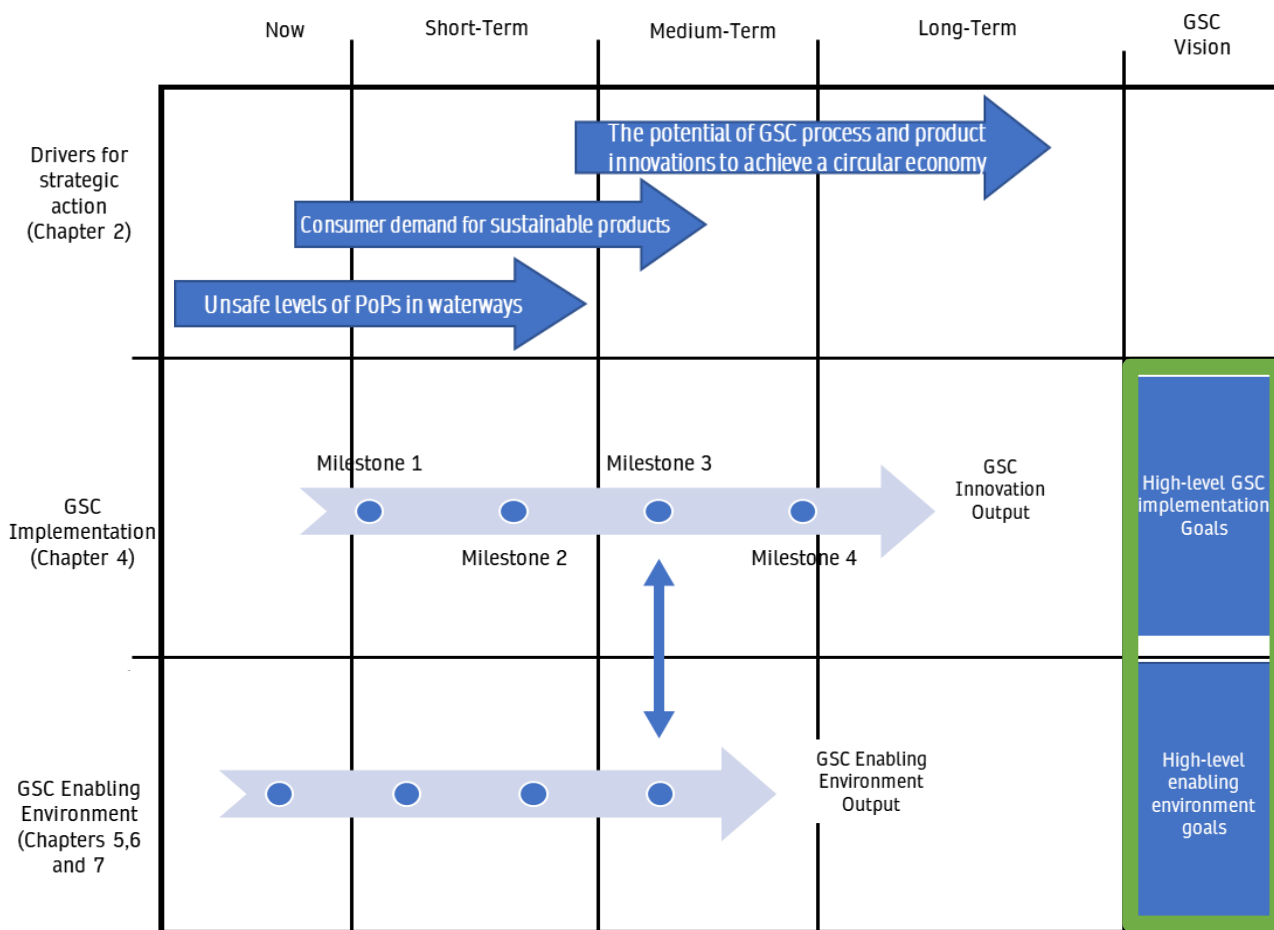 Now
Short-Term
Medium-Term
Long-Term
GSC
Vision
Drivers for
strategic
action
(Chapter 2)
The potential of GSC process and product
innovations to achieve a circular economy
Consumer demand for sustainable products
Unsafe levels of PoPs in waterways
GSC
Implementation
(Chapter 4)
Milestone 1
Milestone 2
Milestone 3
Milestone 4
GSC
Innovation
Output
High-level GSC
implementation
Goals
GSC Enabling
Environment
(Chapters 5,6
and 7
GSC Enabling
Environment
Output
High-level
enabling
environment
goals